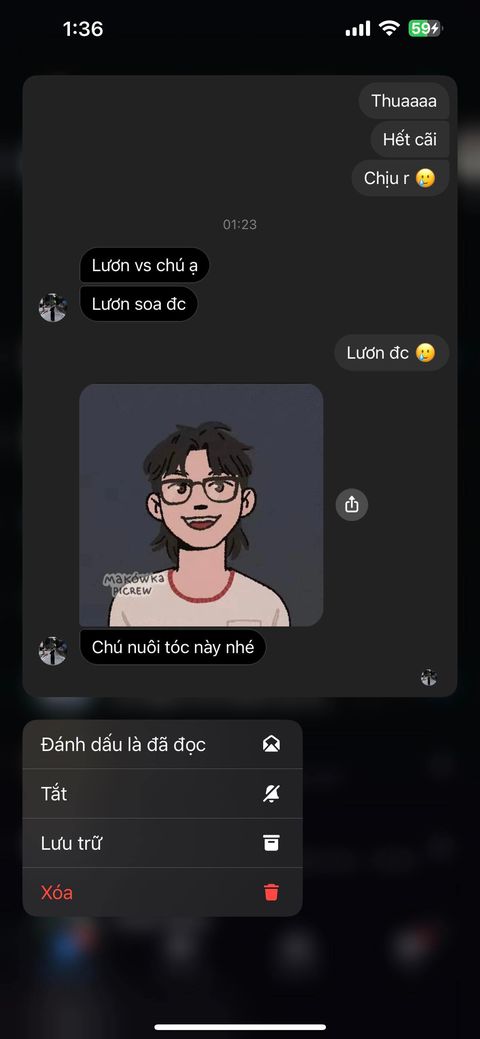 1:36
59
Thuaaaa
Hết cãi
Chịu r 🥲
01:23
Lươn vs chú ạ
Lươn soa đc
Lươn đc 🥲
MAKÓWKA
PICREW
Chú nuôi tóc này nhé
Đánh dấu là đã đọc
Tắt
Lưu trữ
Xóa